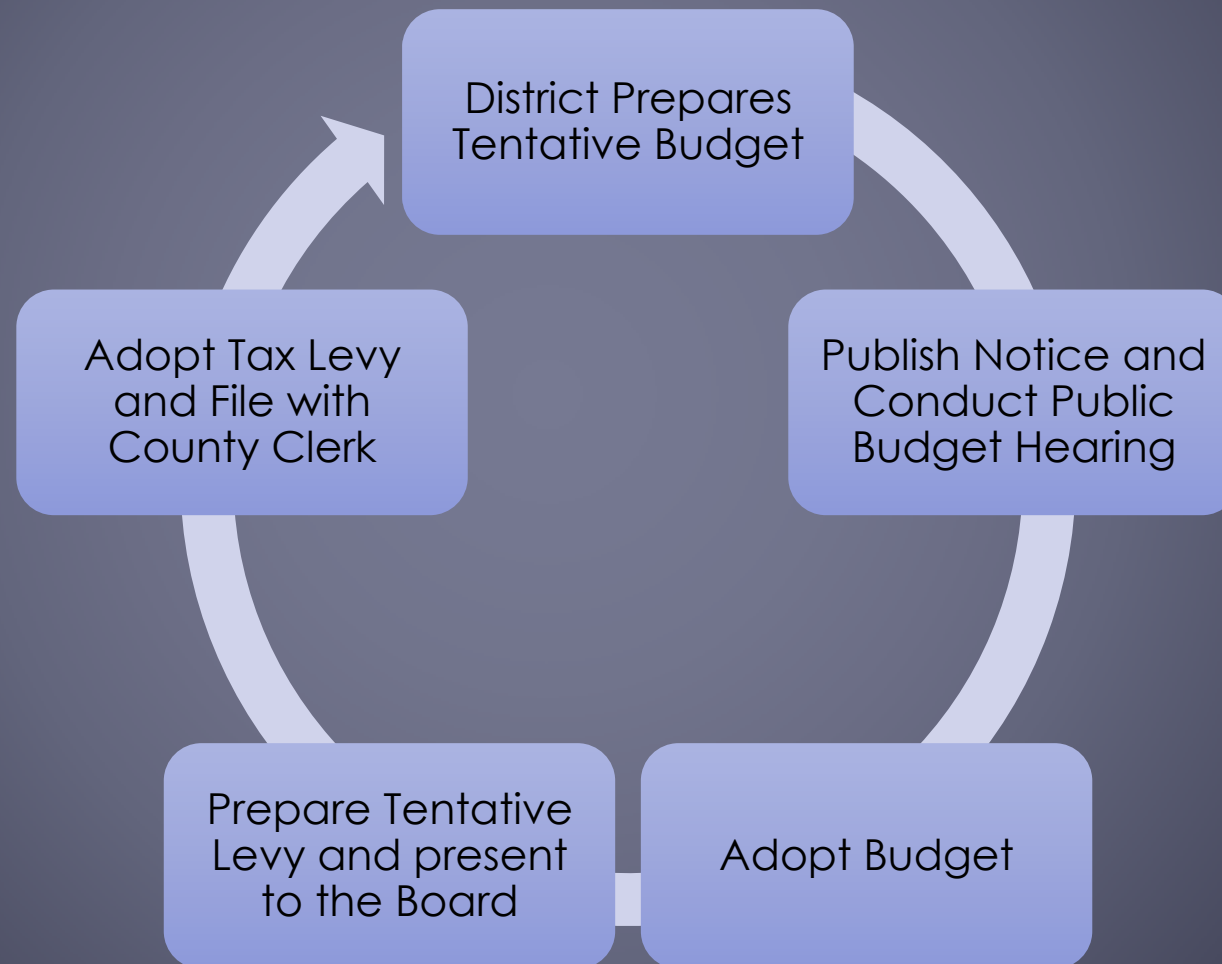 District Prepares
Tentative Budget
Publish Notice and
Conduct Public
Budget Hearing
Adopt Budget
Prepare Tentative
Levy and present
to the Board
Adopt Tax Levy
and File with
County Clerk